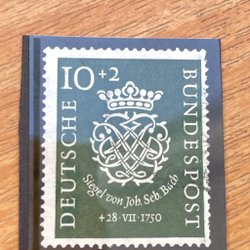 10+2
DEUTSCHE
BUNDESPOST
Siegel von Joh. Seb. Bach
+28·VII·1750